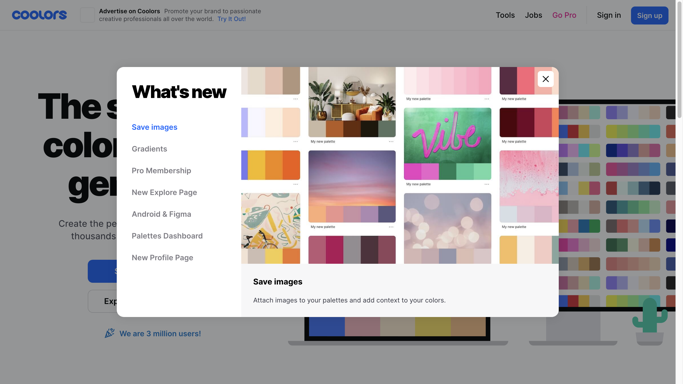 coolors
Advertise on Coolors Promote your brand to passionate
creative professionals all over the world. Try It Out!
Tools
Jobs
Go Pro
Sign in
Sign up
The s
colo
ge
Create the pe
thousands
S
Exp
We are 3 million users!
What's new
Save images
Gradients
Pro Membership
New Explore Page
Android & Figma
Palettes Dashboard
New Profile Page
My new palette
My new palette
My new palette
My new palette
My new palette
My new palette
My new palette
My new palette
Vibe
Save images
Attach images to your palettes and add context to your colors.